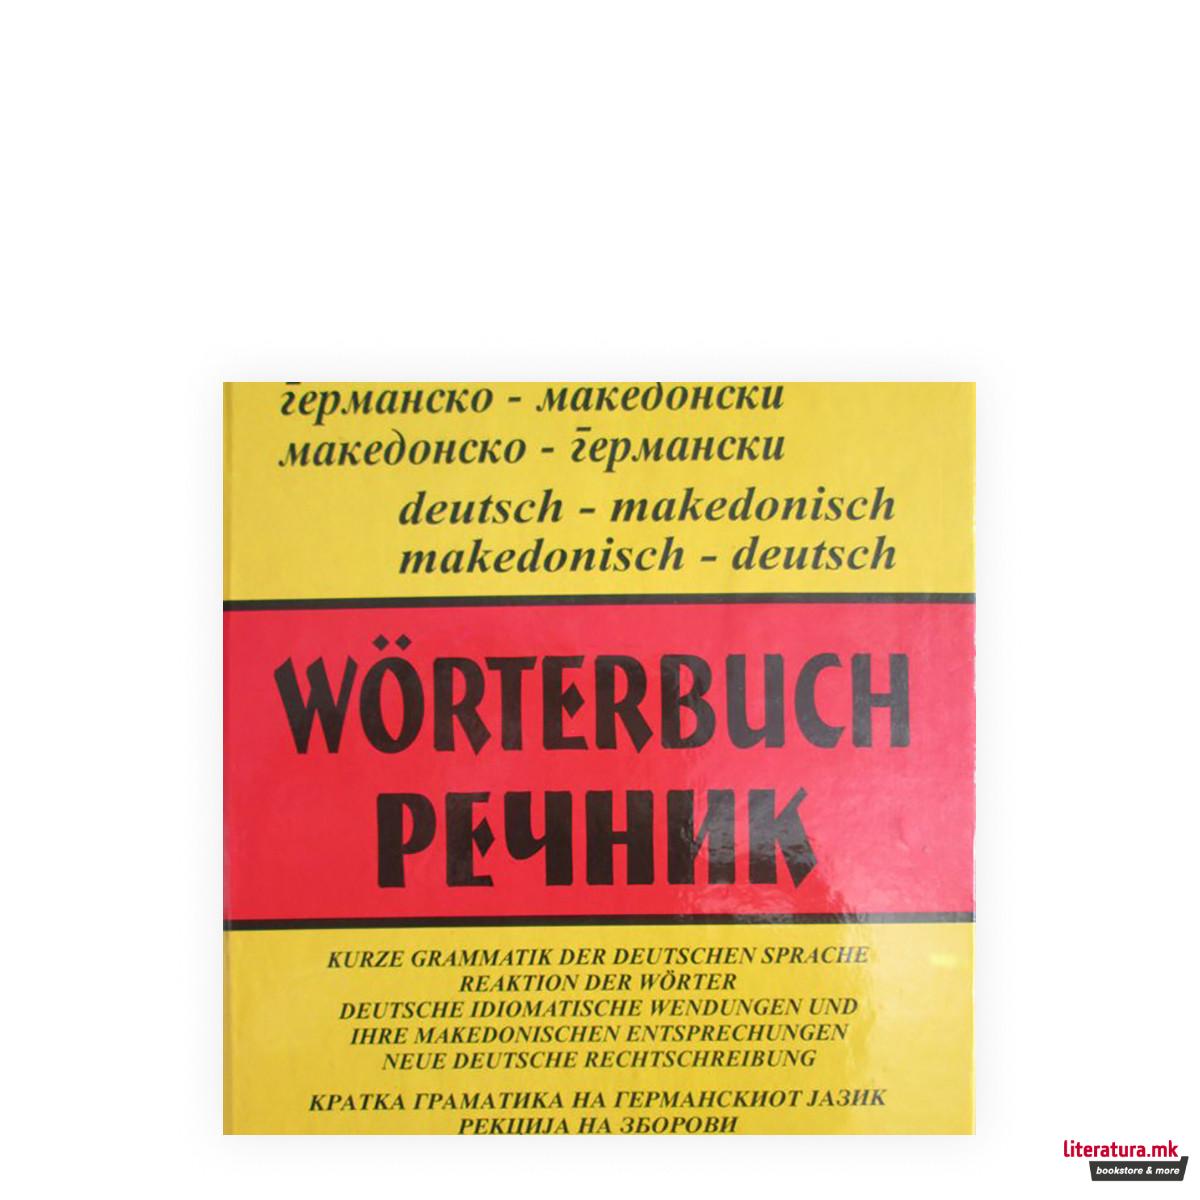 германско - македонски
македонско - германски
deutsch - makedonisch
makedonisch - deutsch
WÖRTERBUCH
РЕЧНИК
KURZE GRAMMATIK DER DEUTSCHEN SPRACHE
REAKTION DER WÖRTER
DEUTSCHE IDIOMATISCHE WENDUNGEN UND
IHRE MAKEDONISCHEN ENTSPRECHUNGEN
NEUE DEUTSCHE RECHTSCHREIBUNG
КРАТКА ГРАМАТИКА НА ГЕРМАНСКИОТ ЈАЗИК
РЕКЦИЈА НА ЗБОРОВИ
literatura.mk
bookstore & more